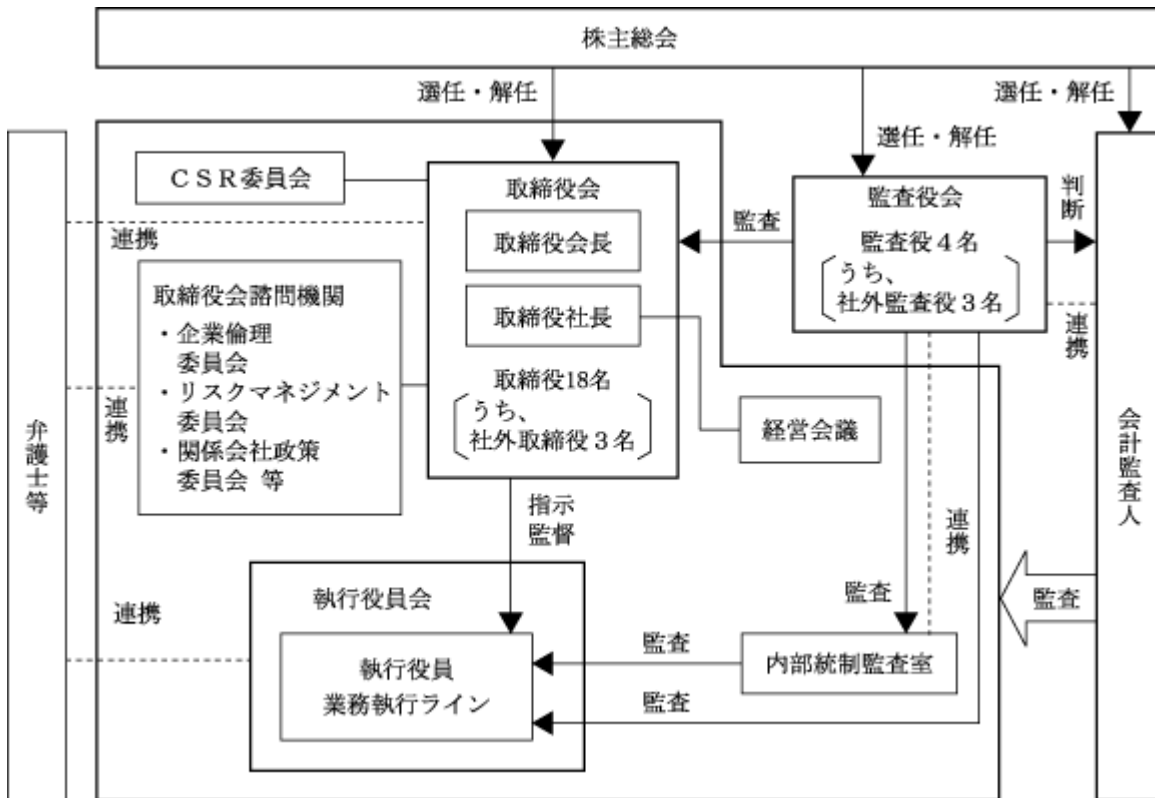 株主総会
選任・解任
選任・解任
選任・解任
CSR委員会
取締役会
取締役会長
取締役社長
取締役18名
うち、
社外取締役3名
監査
監査役会
監査役4名
うち、
社外監査役3名
判断
連携
連携
取締役会諮問機関
・企業倫理
委員会
・リスクマネジメント
委員会
・関係会社政策
委員会 等
連携
弁護士等
経営会議
会計監査人
指示
監督
連携
監査
監査
執行役員会
執行役員
業務執行ライン
連携
監査
内部統制監査室
監査